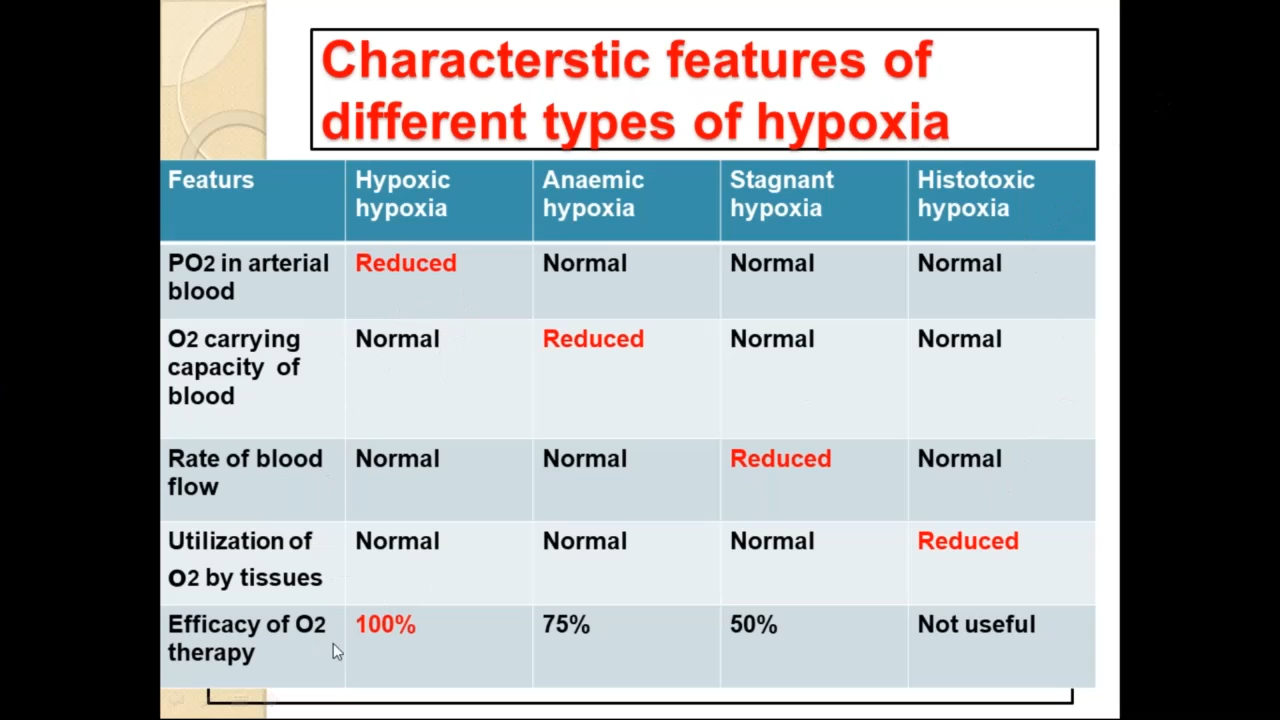 Characterstic features of
different types of hypoxia
Featurs
Hypoxic
hypoxia
Anaemic
hypoxia
Stagnant
hypoxia
Histotoxic
hypoxia
PO2 in arterial
blood
Reduced
Normal
Normal
Normal
O2 carrying
capacity of
blood
Normal
Reduced
Normal
Normal
Rate of blood
flow
Normal
Normal
Reduced
Normal
Utilization of
O2 by tissues
Normal
Normal
Normal
Reduced
Efficacy of O2
therapy
100%
75%
50%
Not useful